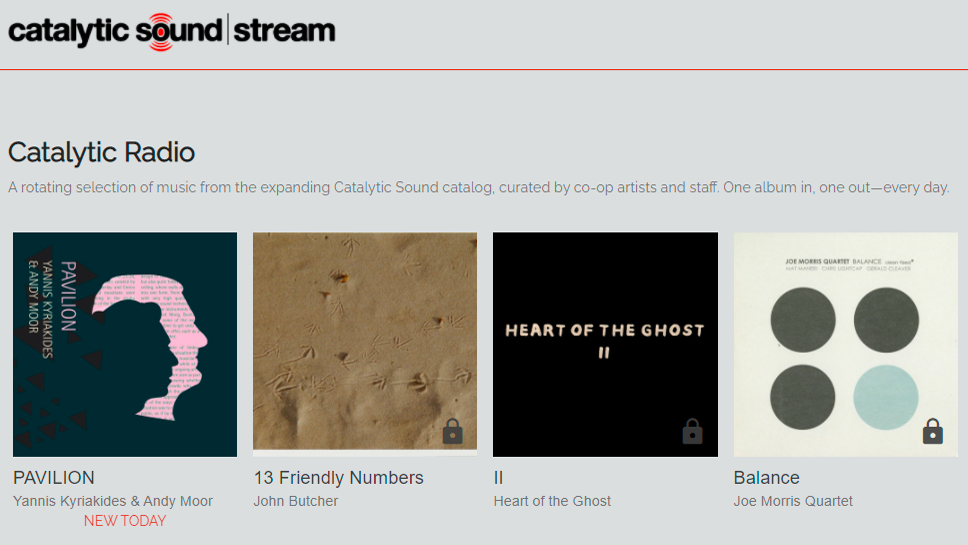 catalytic sound stream
Catalytic Radio
A rotating selection of music from the expanding Catalytic Sound catalog, curated by co-op artists and staff. One album in, one out—every day.
PAVILION
YANNIS KYRIAKIDES
& ANDY MOOR
HEART OF THE GHOST
II
JOE MORRIS QUARTET BALANCE clean feed
MAT MANERI CHRIS LIGHTCAP GERALD CLEAVER
PAVILION
Yannis Kyriakides & Andy Moor
NEW TODAY
13 Friendly Numbers
John Butcher
II
Heart of the Ghost
Balance
Joe Morris Quartet